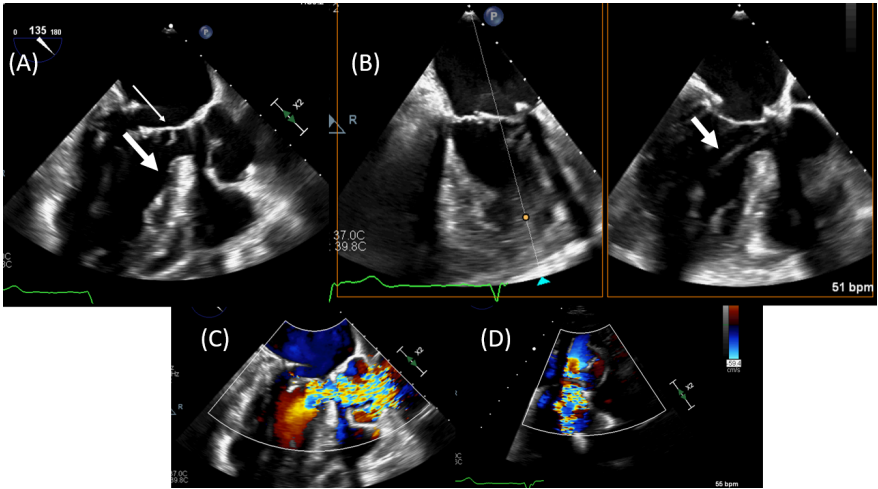 0 135 180
(A)
P
X2
R
(B)
P
R
37.0C
39.8C
51 bpm
(C)
X2
R
37.0C
39.8C
(D)
cm/s
X2
55 bpm